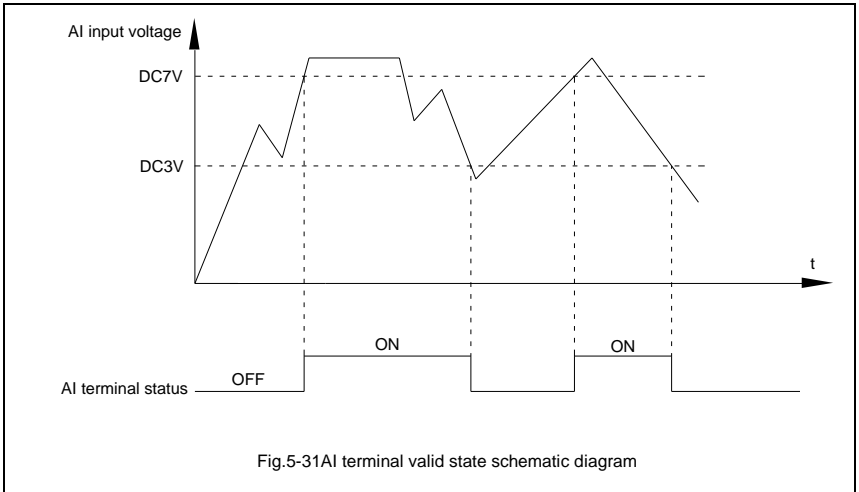 AI input voltage
DC7V
DC3V
t
ON
ON
OFF
AI terminal status
Fig.5-31AI terminal valid state schematic diagram